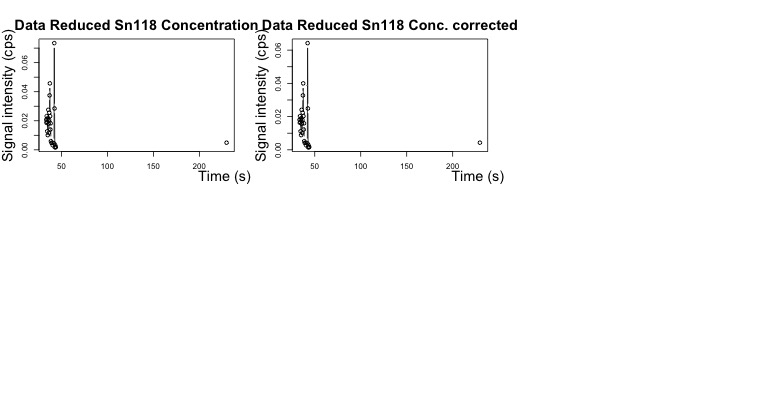 Data Reduced Sn118 Concentration
Signal intensity (cps)
0.00 0.02 0.04 0.06
50 100 150 200
Time (s)
Data Reduced Sn118 Conc. corrected
Signal intensity (cps)
0.00 0.02 0.04 0.06
50 100 150 200
Time (s)